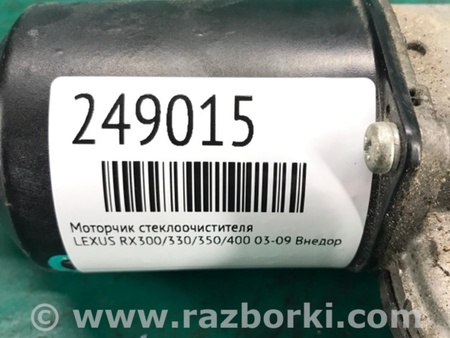 249015
Моторчик стеклоочистителя
LEXUS RX300/330/350/400 03-09 Внедор
www.razborki.com